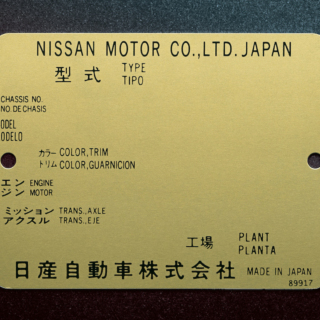 NISSAN MOTOR CO.,LTD. JAPAN
型式 TYPE
TIPO
CHASSIS NO.
NO. DE CHASIS
ODEL
ODELO
カラー COLOR,TRIM
トリム COLOR,GUARNICION
エン ENGINE
ジン MOTOR
ミッション TRANS.,AXLE
アクスル TRANS.,EJE
工場 PLANT
PLANTA
日産自動車株式会社 MADE IN JAPAN
89917